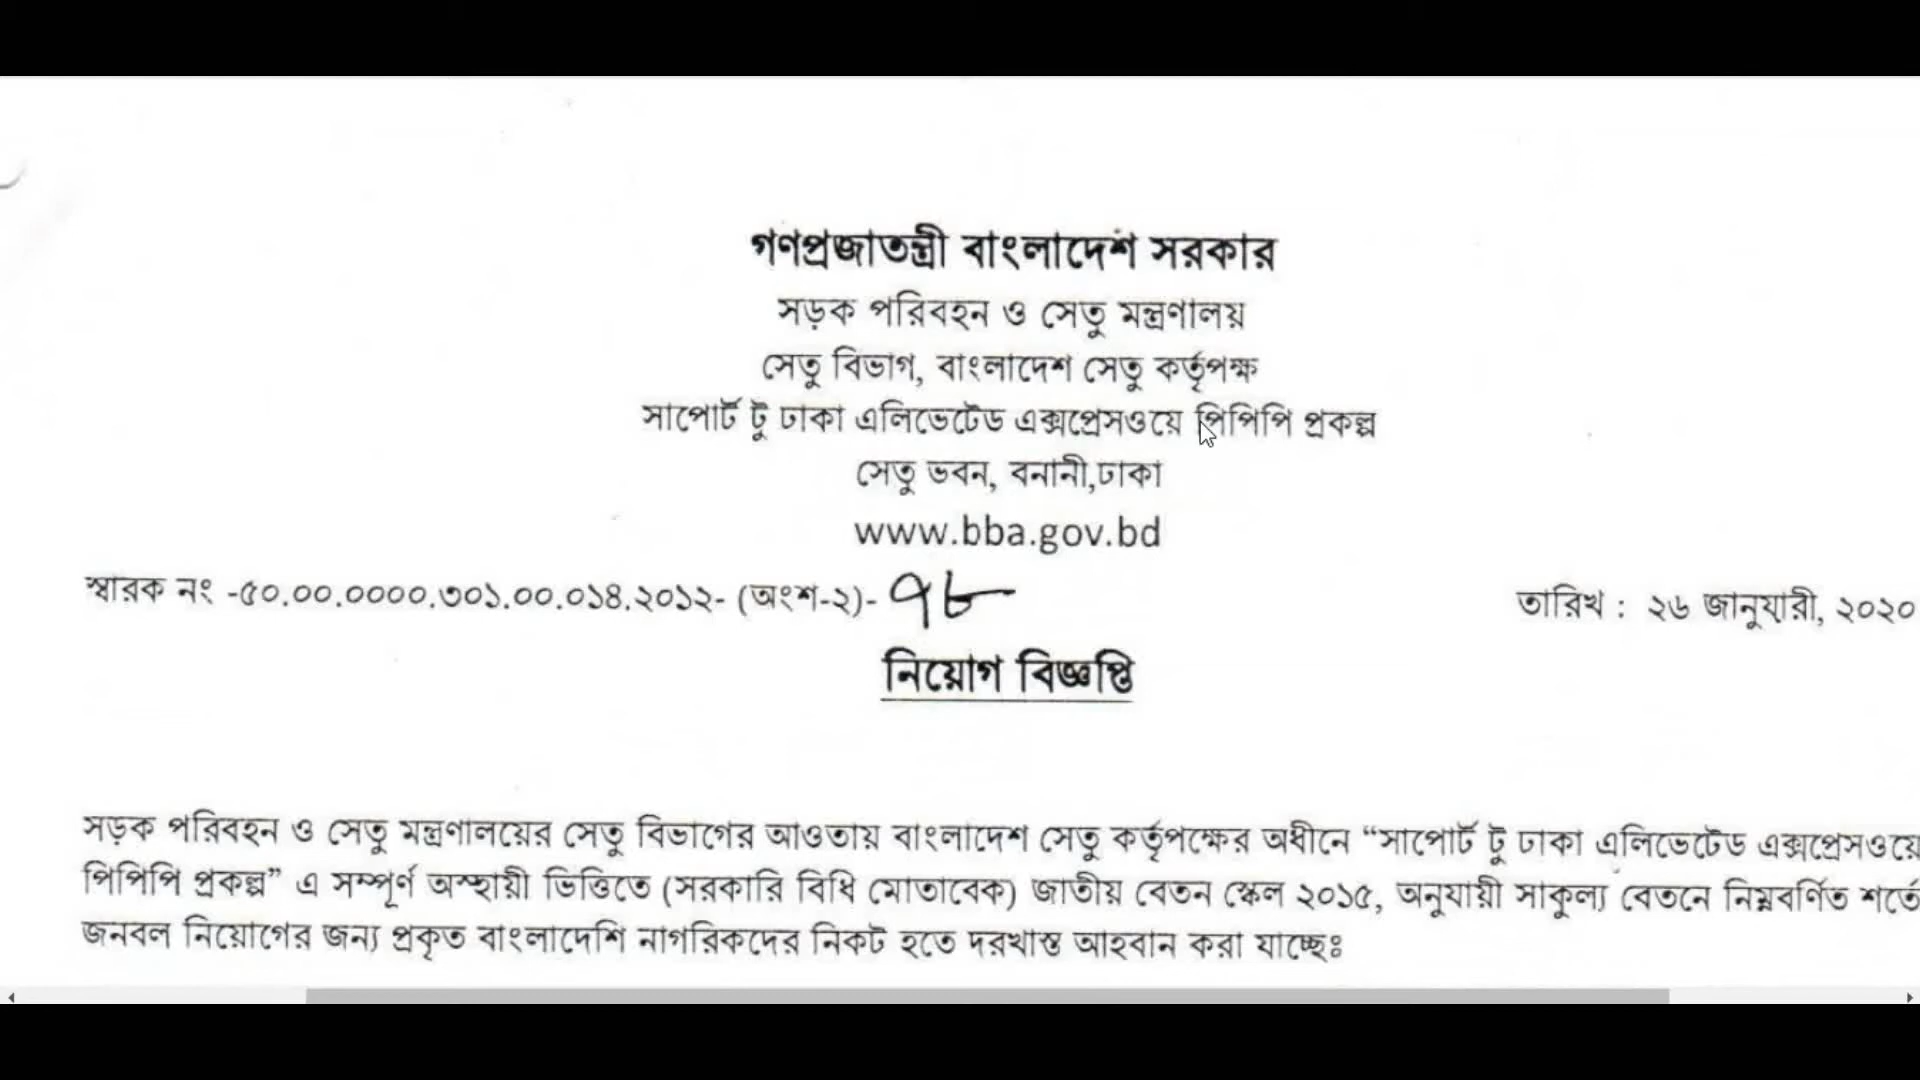 গণপ্রজাতন্ত্রী বাংলাদেশ সরকার
সড়ক পরিবহন ও সেতু মন্ত্রণালয়
সেতু বিভাগ, বাংলাদেশ সেতু কর্তৃপক্ষ
সাপোর্ট টু ঢাকা এলিভেটেড এক্সপ্রেসওয়ে পিপিপি প্রকল্প
সেতু ভবন, বনানী,ঢাকা
www.bba.gov.bd
স্মারক নং -৫০.০০.০০০০.৩০১.০০.০১৪.২০১২- (অংশ-২)- ৭৮ তারিখ : ২৬ জানুয়ারী, ২০২০
নিয়োগ বিজ্ঞপ্তি
সড়ক পরিবহন ও সেতু মন্ত্রণালয়ের সেতু বিভাগের আওতায় বাংলাদেশ সেতু কর্তৃপক্ষের অধীনে “সাপোর্ট টু ঢাকা এলিভেটেড এক্সপ্রেসওয়ে
পিপিপি প্রকল্প” এ সম্পূর্ণ অস্থায়ী ভিত্তিতে (সরকারি বিধি মোতাবেক) জাতীয় বেতন স্কেল ২০১৫, অনুযায়ী সাকুল্য বেতনে নিম্নবর্ণিত শর্তে
জনবল নিয়োগের জন্য প্রকৃত বাংলাদেশি নাগরিকদের নিকট হতে দরখাস্ত আহবান করা যাচ্ছেঃ